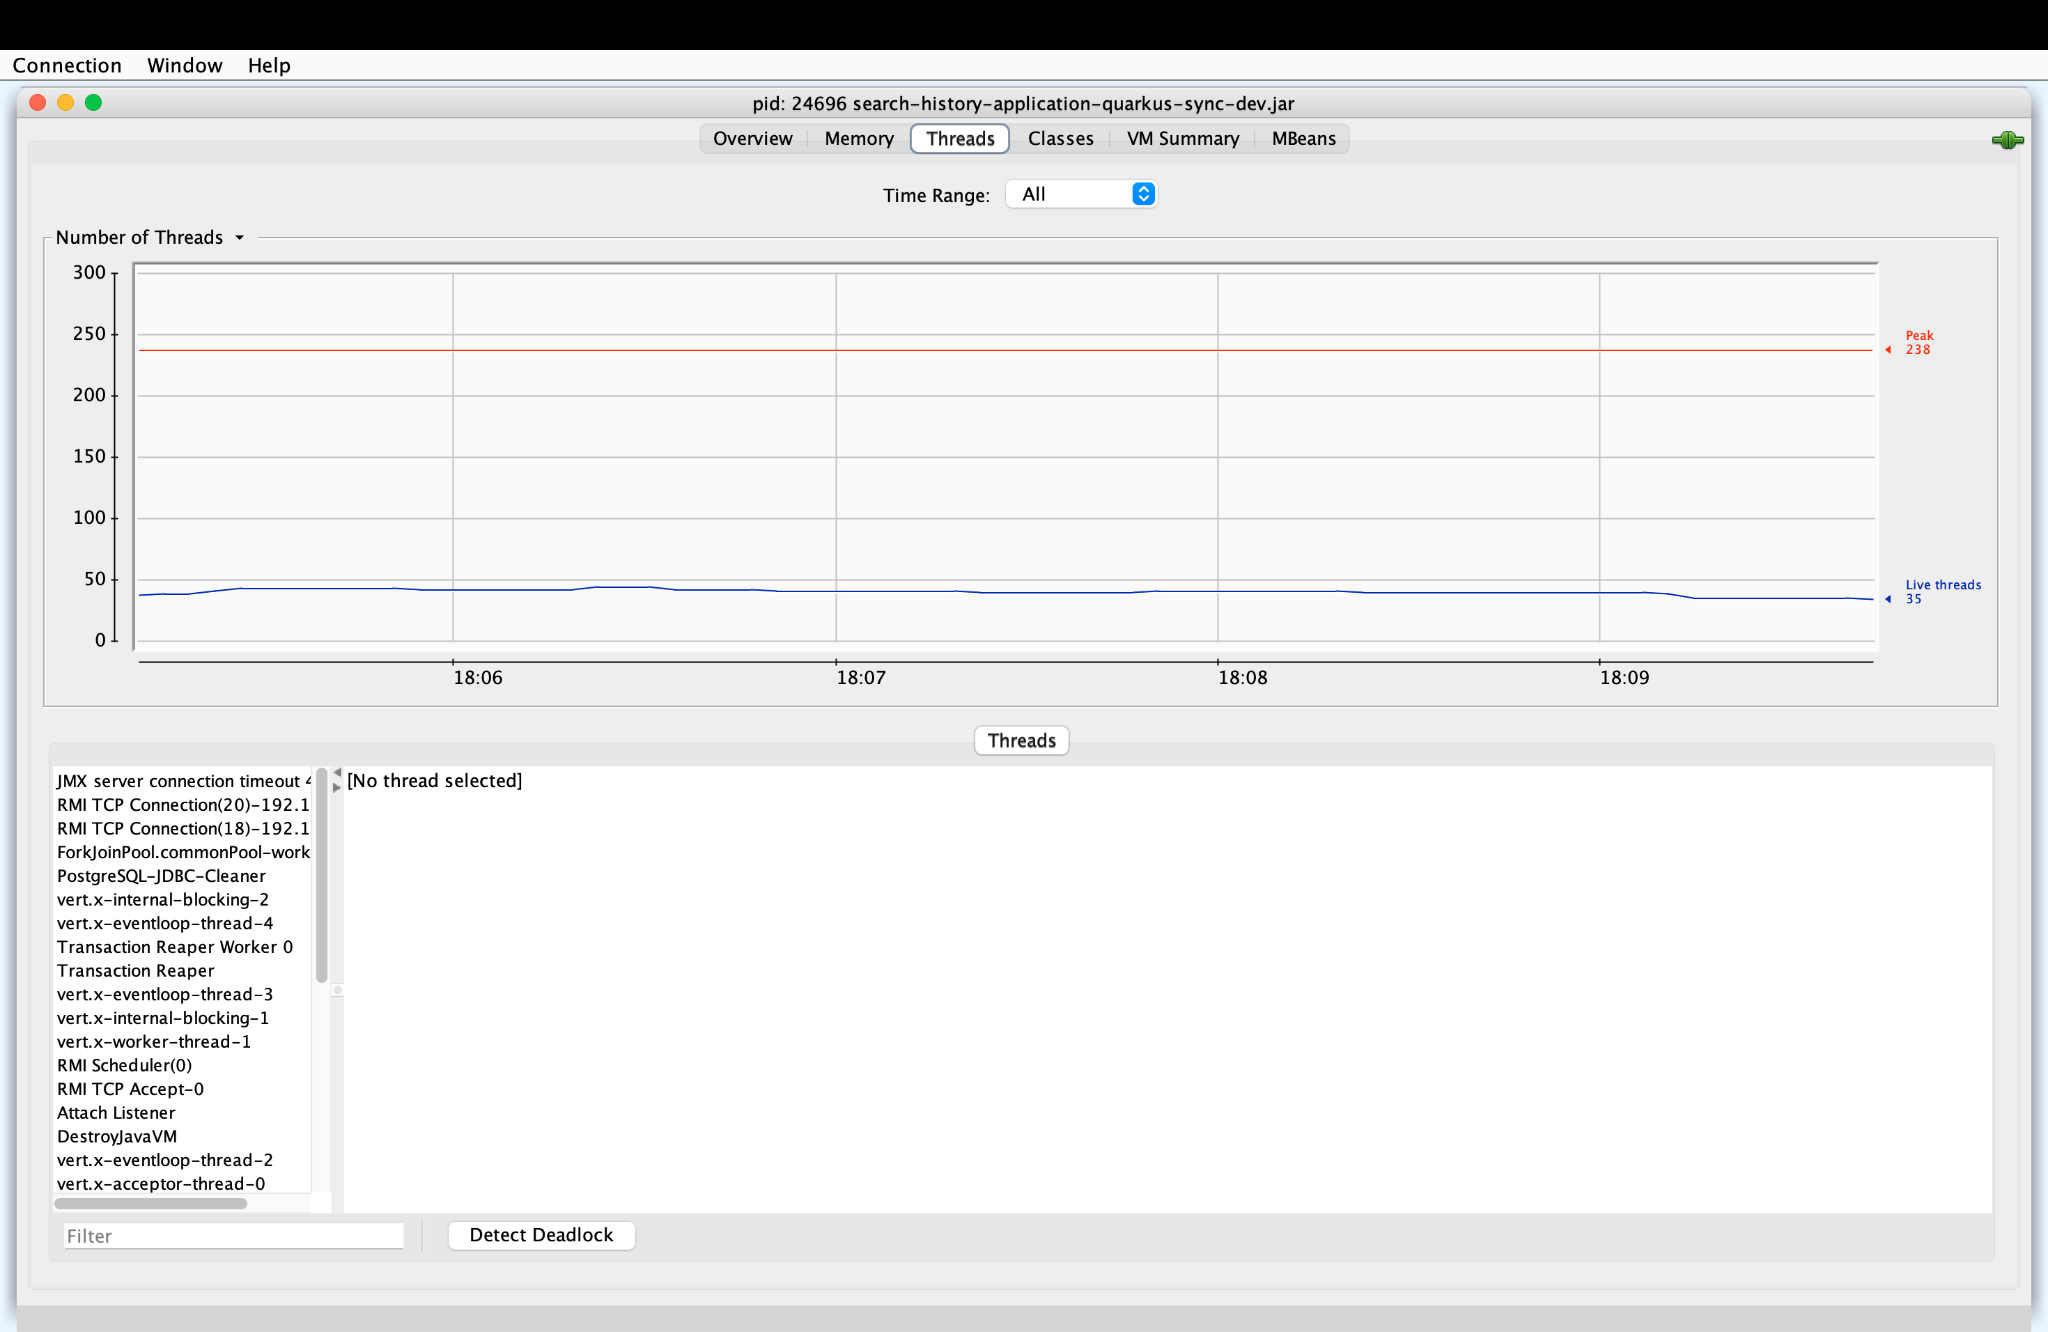 Connection Window Help
pid: 24696 search-history-application-quarkus-sync-dev.jar
Overview Memory Threads Classes VM Summary MBeans
Time Range: All
Number of Threads
300
250
200
150
100
50
0
Peak
238
Live threads
35
18:06 18:07 18:08 18:09
Threads
JMX server connection timeout 4
RMI TCP Connection(20)-192.1
RMI TCP Connection(18)-192.1
ForkJoinPool.commonPool-work
PostgreSQL-JDBC-Cleaner
vert.x-internal-blocking-2
vert.x-eventloop-thread-4
Transaction Reaper Worker 0
Transaction Reaper
vert.x-eventloop-thread-3
vert.x-internal-blocking-1
vert.x-worker-thread-1
RMI Scheduler(0)
RMI TCP Accept-0
Attach Listener
DestroyJavaVM
vert.x-eventloop-thread-2
vert.x-acceptor-thread-0
[No thread selected]
Filter
Detect Deadlock